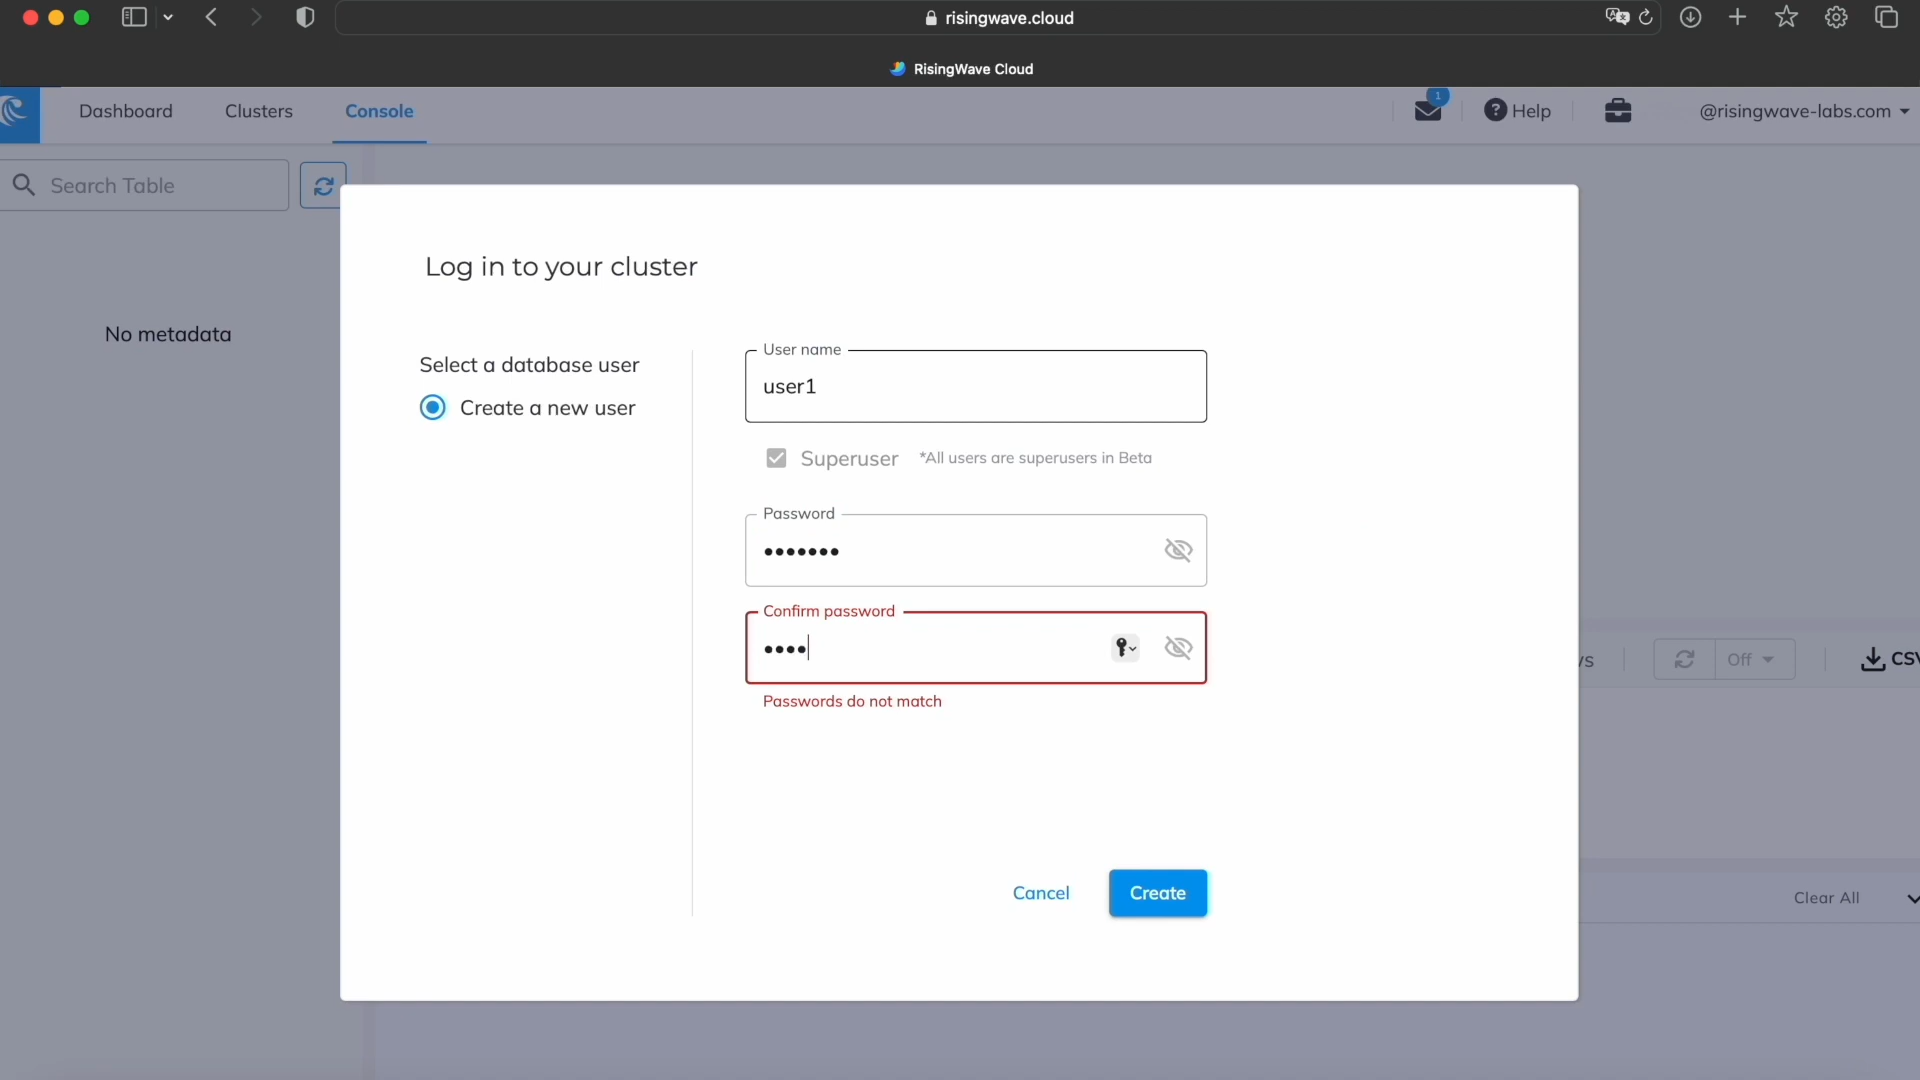 risingwave.cloud
RisingWave Cloud
Dashboard Clusters Console 1 Help @risingwave-labs.com
Search Table
Log in to your cluster
No metadata
Select a database user
Create a new user
User name
user1
Superuser *All users are superusers in Beta
Password
•••••••
Confirm password
••••
Passwords do not match
Off
Cancel Create
Clear All